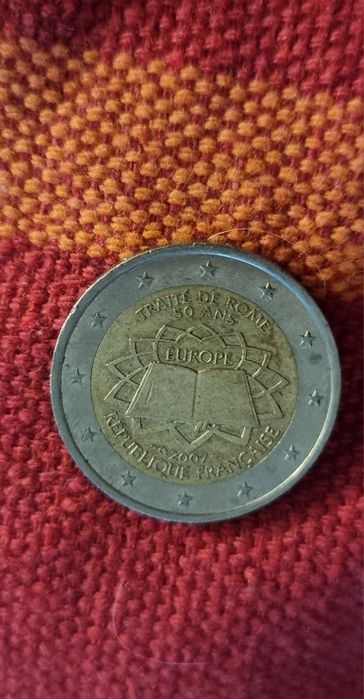 TRAITÉ DE ROME
50 ANS
EUROPE
2007
RÉPUBLIQUE FRANÇAISE